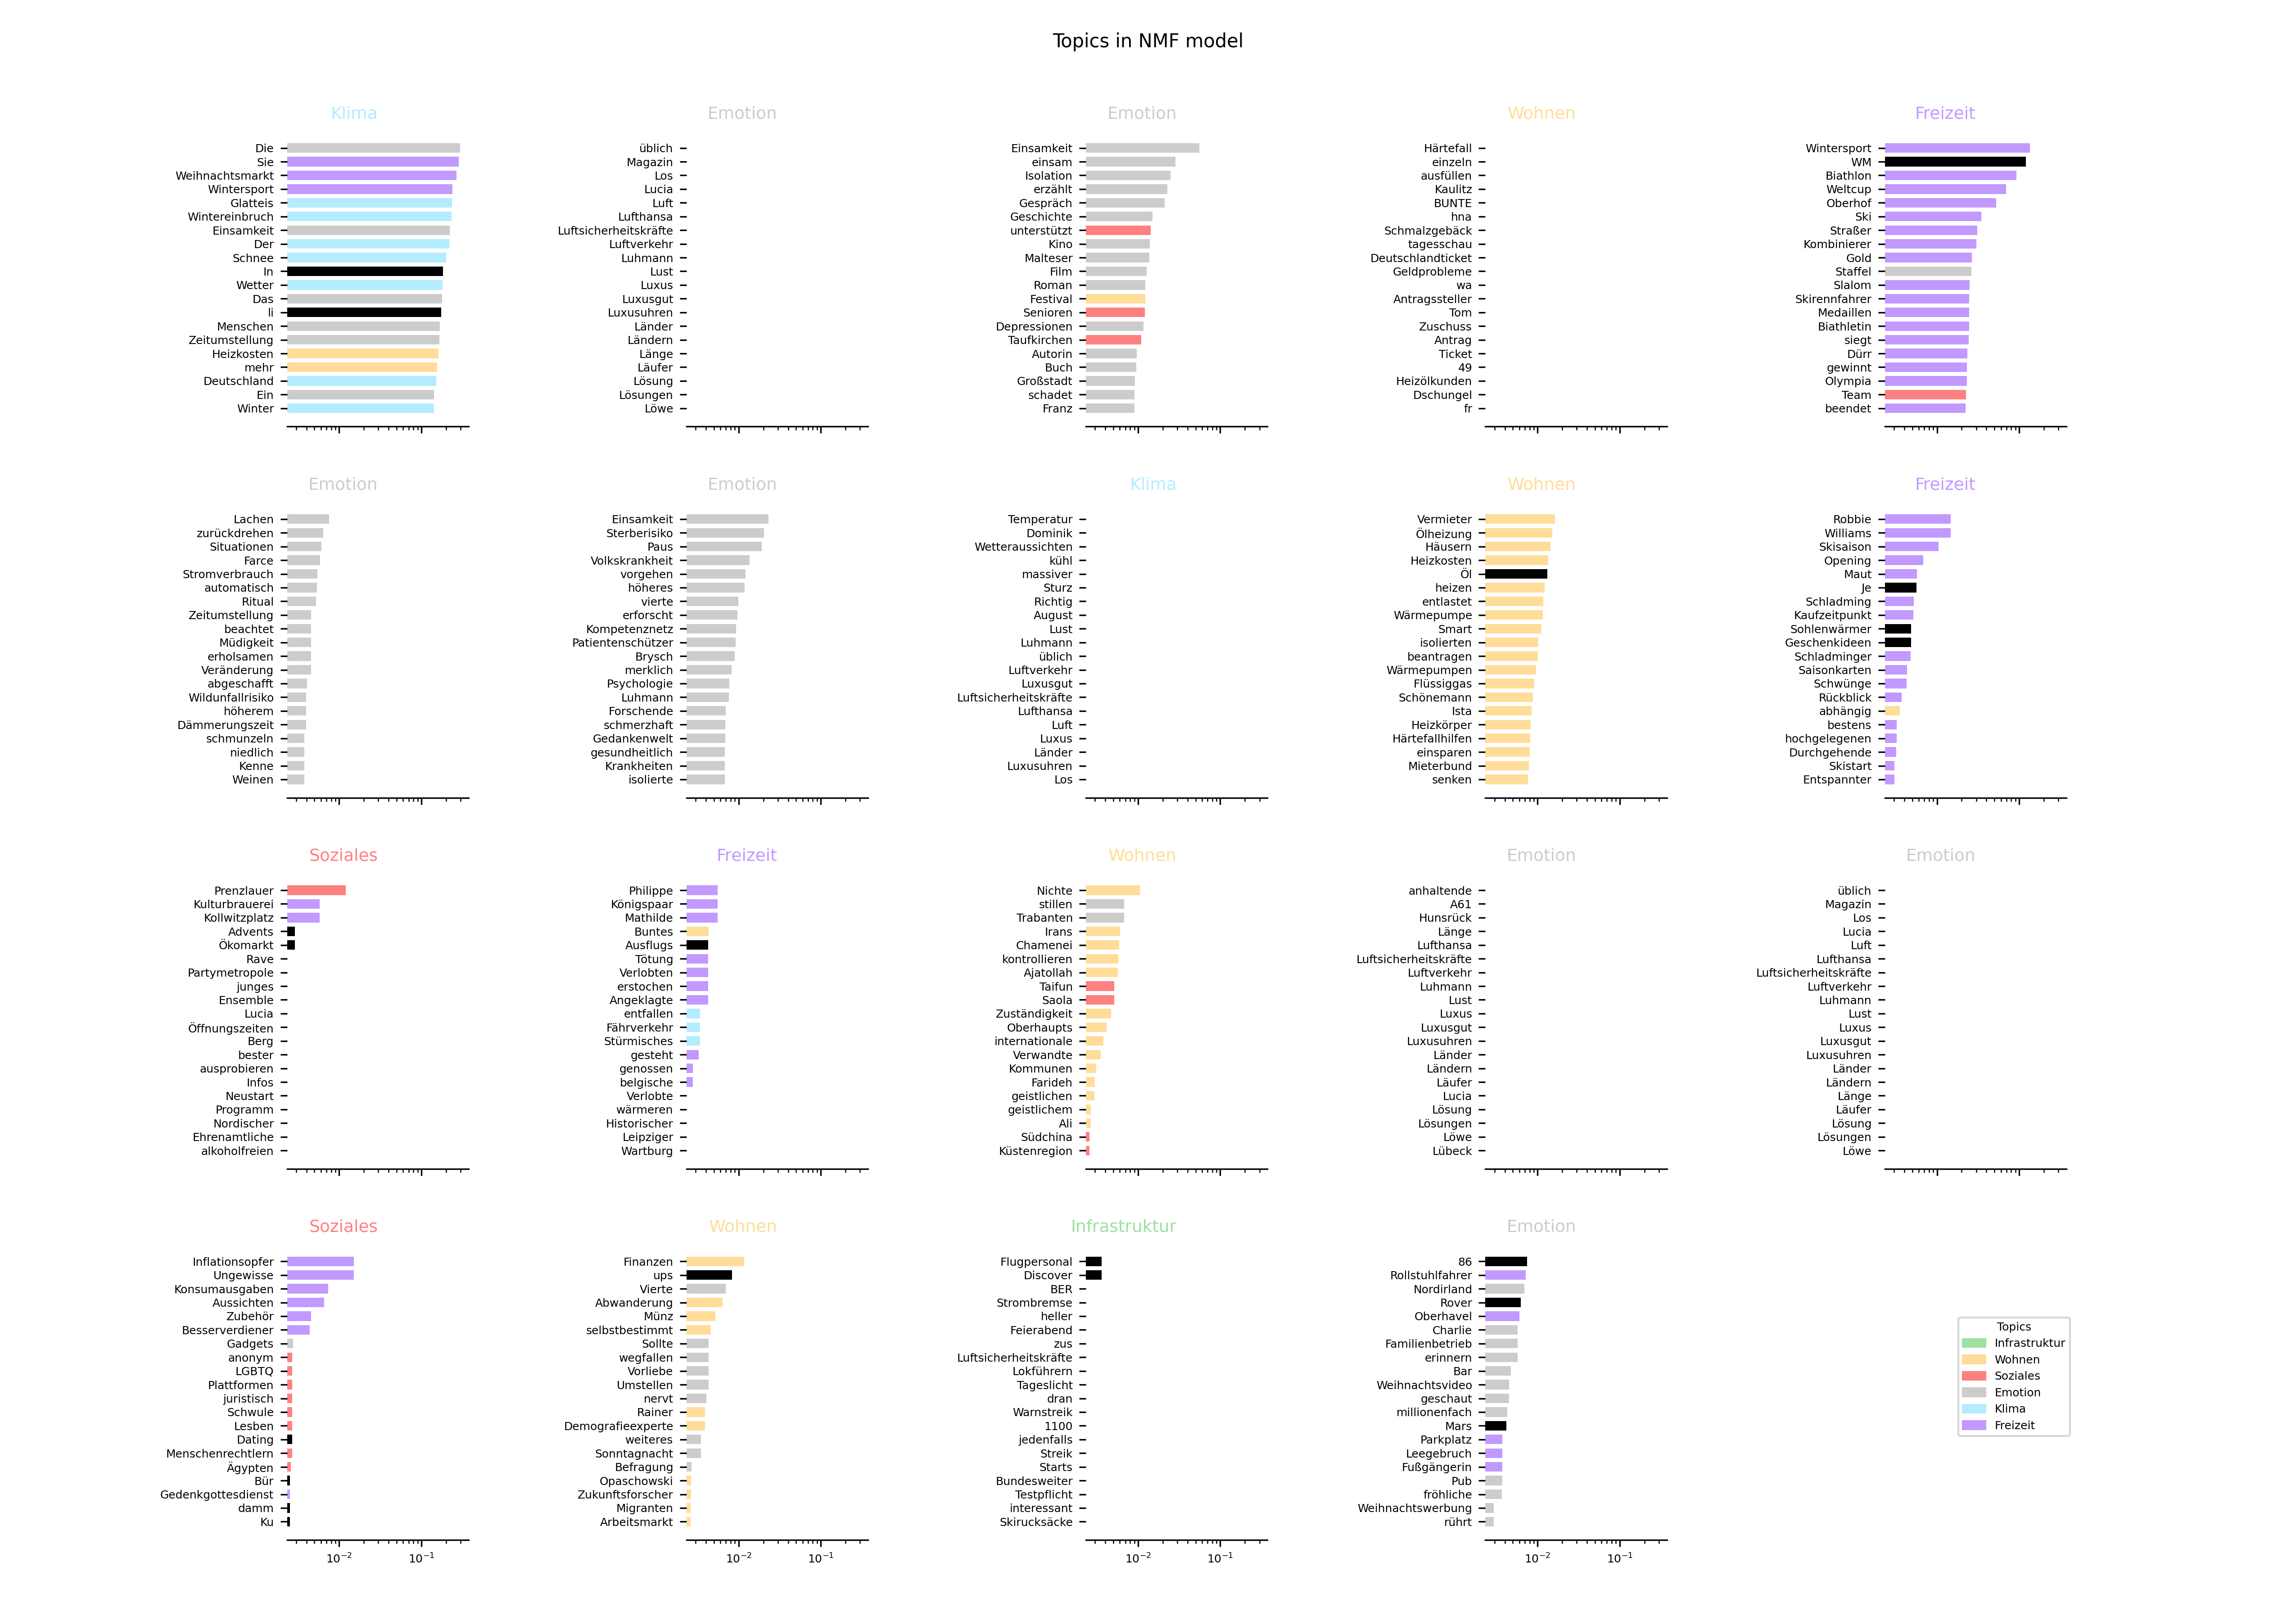 Topics in NMF model
Klima
Die
Sie
Weihnachtsmarkt
Wintersport
Glatteis
Wintereinbruch
Einsamkeit
Der
Schnee
In
Wetter
Das
li
Menschen
Zeitumstellung
Heizkosten
mehr
Deutschland
Ein
Winter
Emotion
üblich
Magazin
Los
Lucia
Luft
Lufthansa
Luftsicherheitskräfte
Luftverkehr
Luhmann
Lust
Luxus
Luxusgut
Luxusuhren
Länder
Ländern
Länge
Läufer
Lösung
Lösungen
Löwe
Emotion
Einsamkeit
einsam
Isolation
erzählt
Gespräch
Geschichte
unterstützt
Kino
Malteser
Film
Roman
Festival
Senioren
Depressionen
Taufkirchen
Autorin
Buch
Großstadt
schadet
Franz
Wohnen
Härtefall
einzeln
ausfüllen
Kaulitz
BUNTE
hna
Schmalzgebäck
tagesschau
Deutschlandticket
Geldprobleme
wa
Antragssteller
Tom
Zuschuss
Antrag
Ticket
49
Heizölkunden
Dschungel
fr
Freizeit
Wintersport
WM
Biathlon
Weltcup
Oberhof
Ski
Straßer
Kombinierer
Gold
Staffel
Slalom
Skirennfahrer
Medaillen
Biathletin
siegt
Dürr
gewinnt
Olympia
Team
beendet
Emotion
Lachen
zurückdrehen
Situationen
Farce
Stromverbrauch
automatisch
Ritual
Zeitumstellung
beachtet
Müdigkeit
erholsamen
Veränderung
abgeschafft
Wildunfallrisiko
höherem
Dämmerungszeit
schmunzeln
niedlich
Kenne
Weinen
Emotion
Einsamkeit
Sterberisiko
Paus
Volkskrankheit
vorgehen
höheres
vierte
erforscht
Kompetenznetz
Patientenschützer
Brysch
merklich
Psychologie
Luhmann
Forschende
schmerzhaft
Gedankenwelt
gesundheitlich
Krankheiten
isolierte
Klima
Temperatur
Dominik
Wetteraussichten
kühl
massiver
Sturz
Richtig
August
Lust
Luhmann
üblich
Luftverkehr
Luxusgut
Luftsicherheitskräfte
Lufthansa
Luft
Luxus
Länder
Luxusuhren
Los
Wohnen
Vermieter
Ölheizung
Häusern
Heizkosten
Öl
heizen
entlastet
Wärmepumpe
Smart
isolierten
beantragen
Wärmepumpen
Flüssiggas
Schönemann
Ista
Heizkörper
Härtefallhilfen
einsparen
Mieterbund
senken
Freizeit
Robbie
Williams
Skisaison
Opening
Maut
Je
Schladming
Kaufzeitpunkt
Sohlenwärmer
Geschenkideen
Schladminger
Saisonkarten
Schwünge
Rückblick
abhängig
bestens
hochgelegenen
Durchgehende
Skistart
Entspannter
Soziales
Prenzlauer
Kulturbrauerei
Kollwitzplatz
Advents
Ökomarkt
Rave
Partymetropole
junges
Ensemble
Lucia
Öffnungszeiten
Berg
bester
ausprobieren
Infos
Neustart
Programm
Nordischer
Ehrenamtliche
alkoholfreien
Freizeit
Philippe
Königspaar
Mathilde
Buntes
Ausflugs
Tötung
Verlobten
erstochen
Angeklagte
entfallen
Fährverkehr
Stürmisches
gesteht
genossen
belgische
Verlobte
wärmeren
Historischer
Leipziger
Wartburg
Wohnen
Nichte
stillen
Trabanten
Irans
Chamenei
kontrollieren
Ajatollah
Taifun
Saola
Zuständigkeit
Oberhaupts
internationale
Verwandte
Kommunen
Farideh
geistlichen
geistlichem
Ali
Südchina
Küstenregion
Emotion
anhaltende
A61
Hunsrück
Länge
Lufthansa
Luftsicherheitskräfte
Luftverkehr
Luhmann
Lust
Luxus
Luxusgut
Luxusuhren
Länder
Ländern
Läufer
Lucia
Lösung
Lösungen
Löwe
Lübeck
Emotion
üblich
Magazin
Los
Lucia
Luft
Lufthansa
Luftsicherheitskräfte
Luftverkehr
Luhmann
Lust
Luxus
Luxusgut
Luxusuhren
Länder
Ländern
Länge
Läufer
Lösung
Lösungen
Löwe
Soziales
Inflationsopfer
Ungewisse
Konsumausgaben
Aussichten
Zubehör
Besserverdiener
Gadgets
anonym
LGBTQ
Plattformen
juristisch
Schwule
Lesben
Dating
Menschenrechtlern
Ägypten
Bür
Gedenkgottesdienst
damm
Ku
10⁻² 10⁻¹
Wohnen
Finanzen
ups
Vierte
Abwanderung
Münz
selbstbestimmt
Sollte
wegfallen
Vorliebe
Umstellen
nervt
Rainer
Demografieexperte
weiteres
Sonntagnacht
Befragung
Opaschowski
Zukunftsforscher
Migranten
Arbeitsmarkt
10⁻² 10⁻¹
Infrastruktur
Flugpersonal
Discover
BER
Strombremse
heller
Feierabend
zus
Luftsicherheitskräfte
Lokführern
Tageslicht
dran
Warnstreik
1100
jedenfalls
Streik
Starts
Bundesweiter
Testpflicht
interessant
Skirucksäcke
10⁻² 10⁻¹
Emotion
86
Rollstuhlfahrer
Nordirland
Rover
Oberhavel
Charlie
Familienbetrieb
erinnern
Bar
Weihnachtsvideo
geschaut
millionenfach
Mars
Parkplatz
Leegebruch
Fußgängerin
Pub
fröhliche
Weihnachtswerbung
rührt
10⁻² 10⁻¹
Topics
Infrastruktur
Wohnen
Soziales
Emotion
Klima
Freizeit